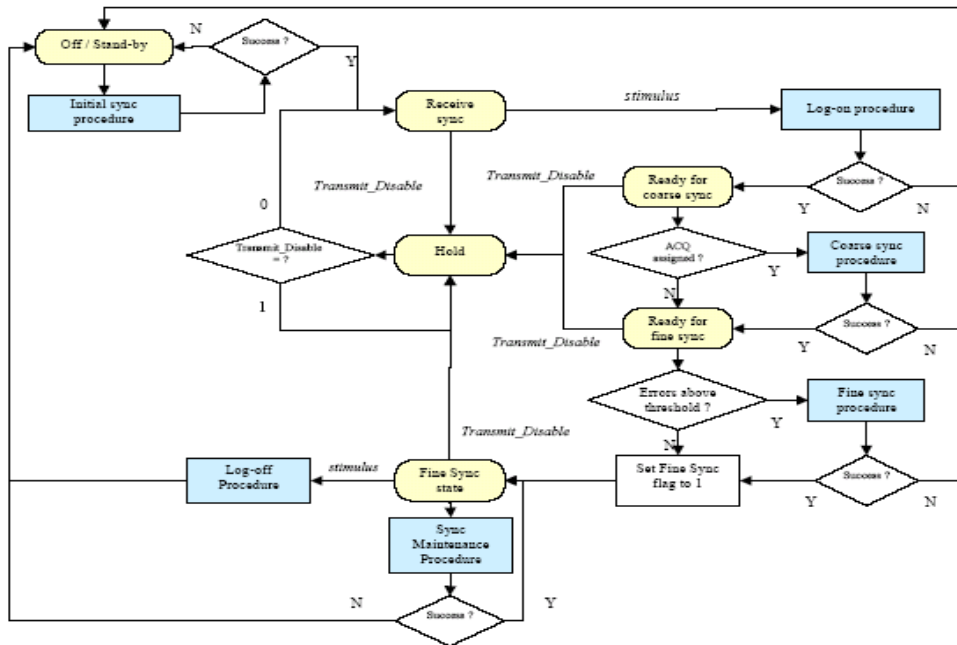 N
Off / Stand-by
Success ?
Y
Initial sync
procedure
Receive
sync
stimulus
Log-on procedure
Transmit_Disable
Transmit_Disable
Ready for
coarse sync
Success ?
Y
N
0
Transmit_Disable
= ?
Hold
ACQ
assigned ?
Y
Coarse sync
procedure
N
1
Ready for
fine sync
Success ?
Y
N
Transmit_Disable
Errors above
threshold ?
Y
Fine sync
procedure
Transmit_Disable
N
Log-off
Procedure
stimulus
Fine Sync
state
Set Fine Sync
flag to 1
Success ?
Y
N
Sync
Maintenance
Procedure
N
Success ?
Y